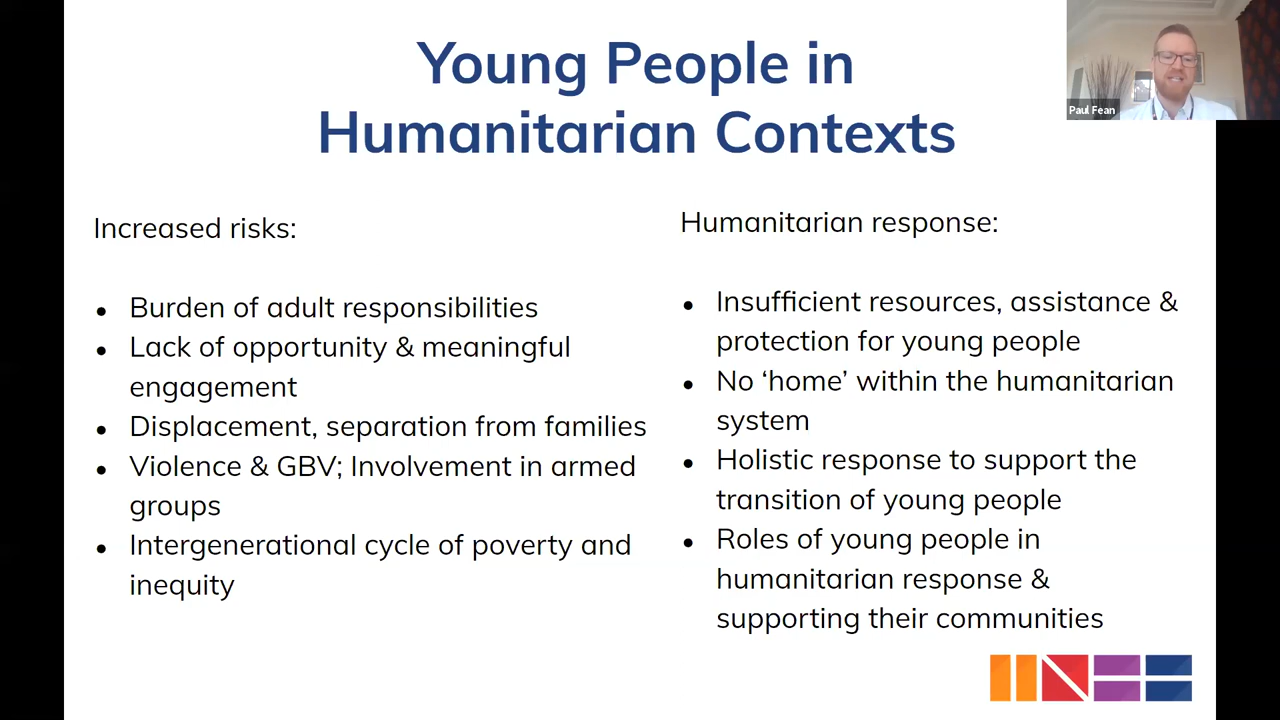 Young People in
Humanitarian Contexts
Paul Fean
Increased risks:
• Burden of adult responsibilities
• Lack of opportunity & meaningful
engagement
• Displacement, separation from families
• Violence & GBV; Involvement in armed
groups
• Intergenerational cycle of poverty and
inequity
Humanitarian response:
• Insufficient resources, assistance &
protection for young people
• No ‘home’ within the humanitarian
system
• Holistic response to support the
transition of young people
• Roles of young people in
humanitarian response &
supporting their communities
INEE